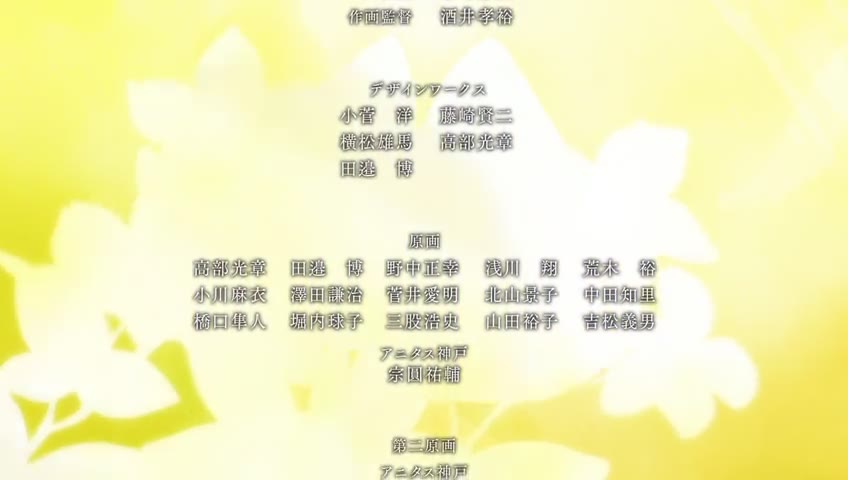 作画監督　酒井孝裕
デザインワークス
小菅　洋　藤崎賢二
横松雄馬　高部光章
田邉　博
原画
高部光章　田邉　博　野中正幸　浅川　翔　荒木　裕
小川麻衣　澤田謙治　菅井愛明　北山景子　中田知里
橋口隼人　堀内球子　三股浩史　山田裕子　吉松義男
アニタス神戸
宗圓祐輔
第二原画
アニタス神戸